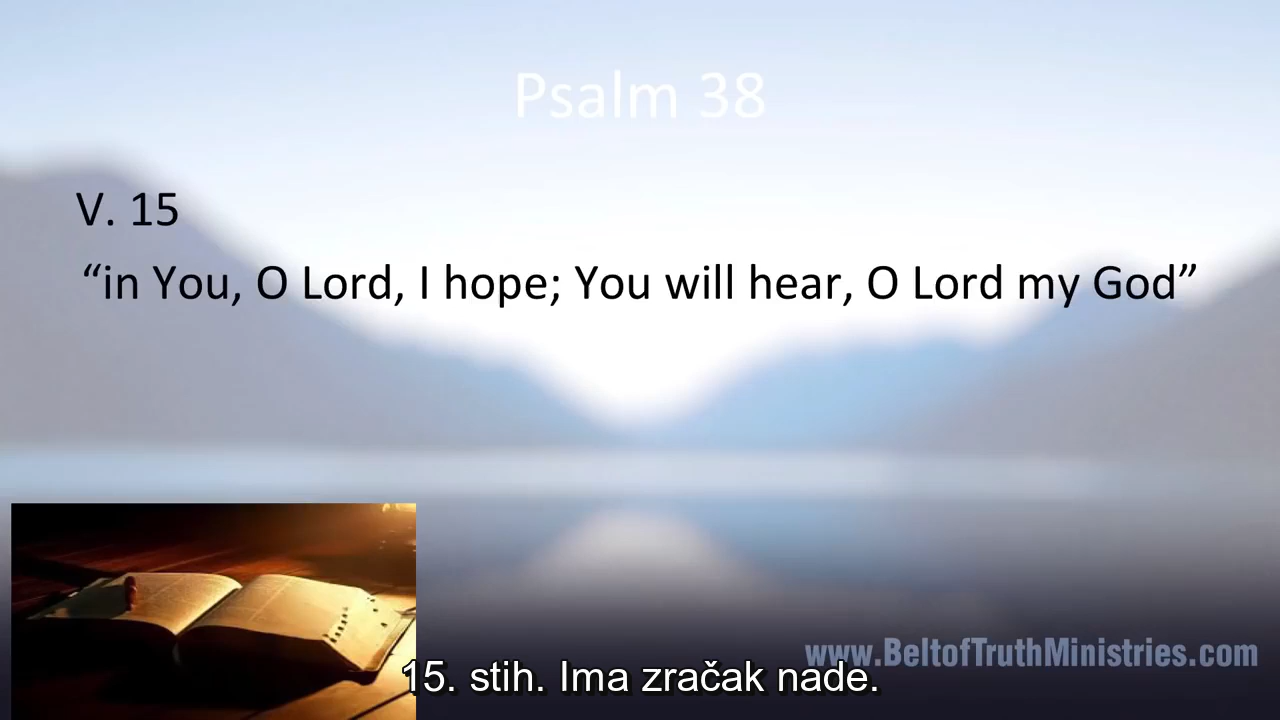 Psalm 38
V. 15
“in You, O Lord, I hope; You will hear, O Lord my God”
www.BeltofTruthMinistries.com
15. stih. Ima zračak nade.